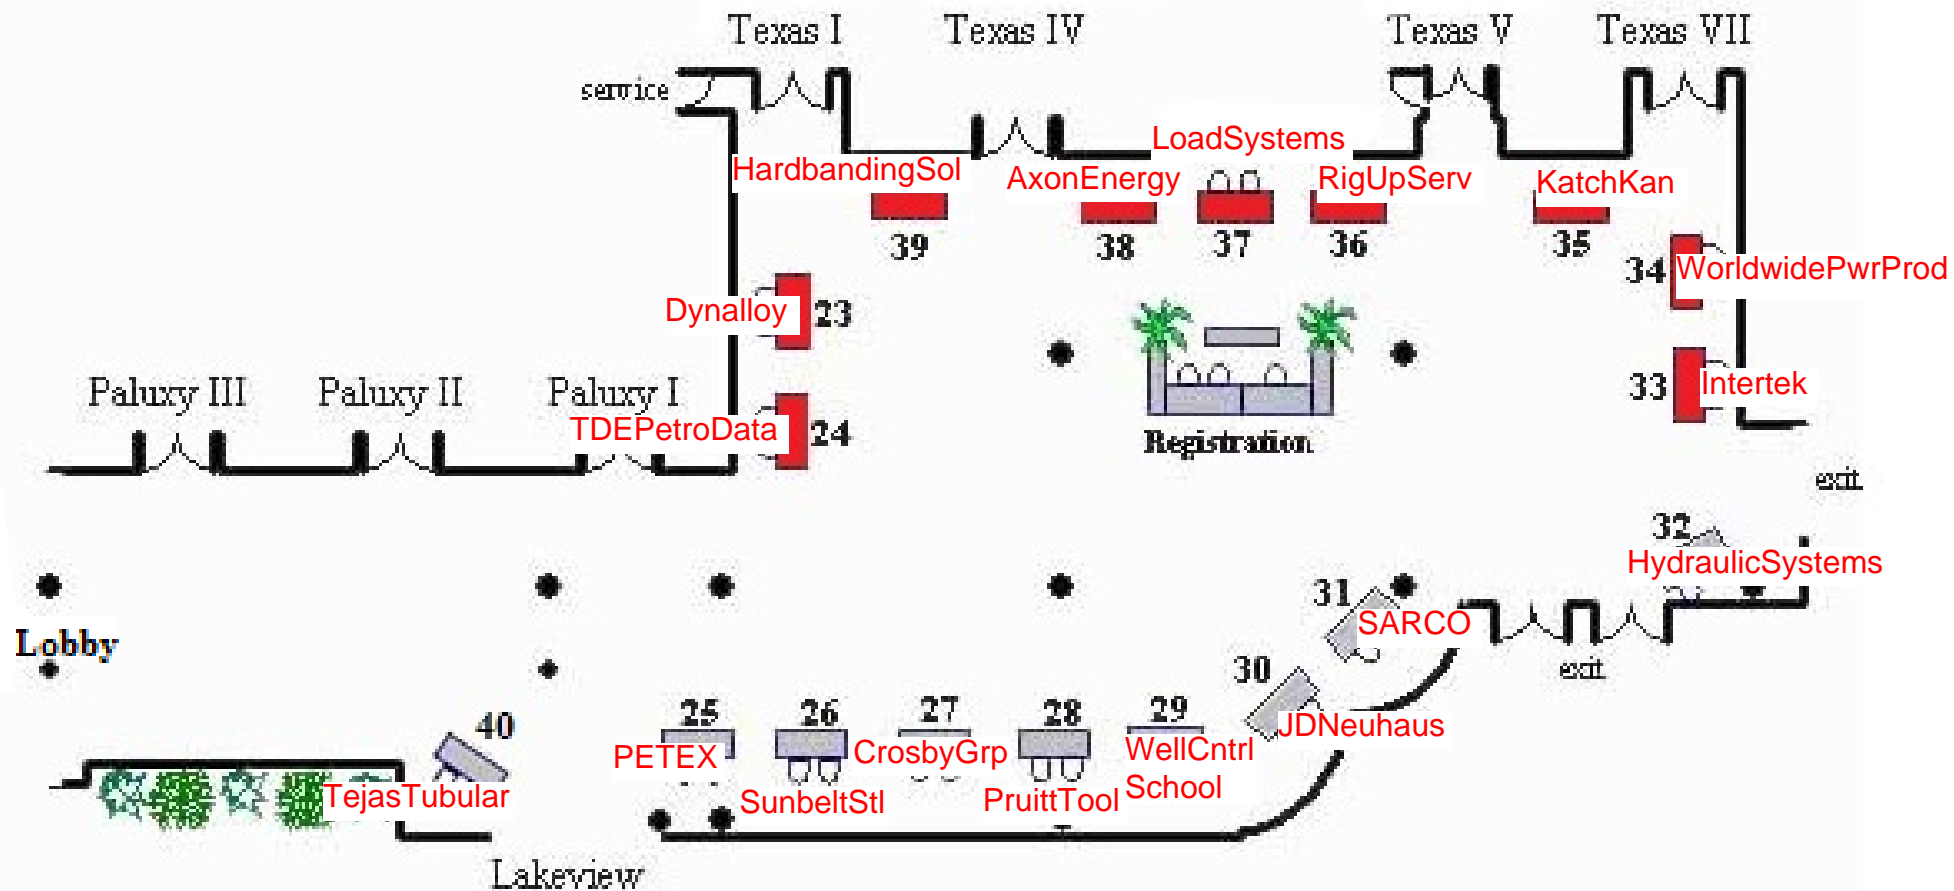 Texas I
Texas IV
Texas V
Texas VII
service
LoadSystems
HardbandingSol
AxonEnergy
RigUpServ
KatchKan
39
38
37
36
35
34
WorldwidePwrProd
Dynalloy
23
Paluxy III
Paluxy II
Paluxy I
33
Intertek
TDEPetroData
24
Registration
exit
32
HydraulicSystems
31
SARCO
Lobby
exit
30
JDNeuhaus
40
25
26
27
28
29
PETEX
CrosbyGrp
WellCntrl
School
TejasTubular
SunbeltStl
PruittTool
Lakeview